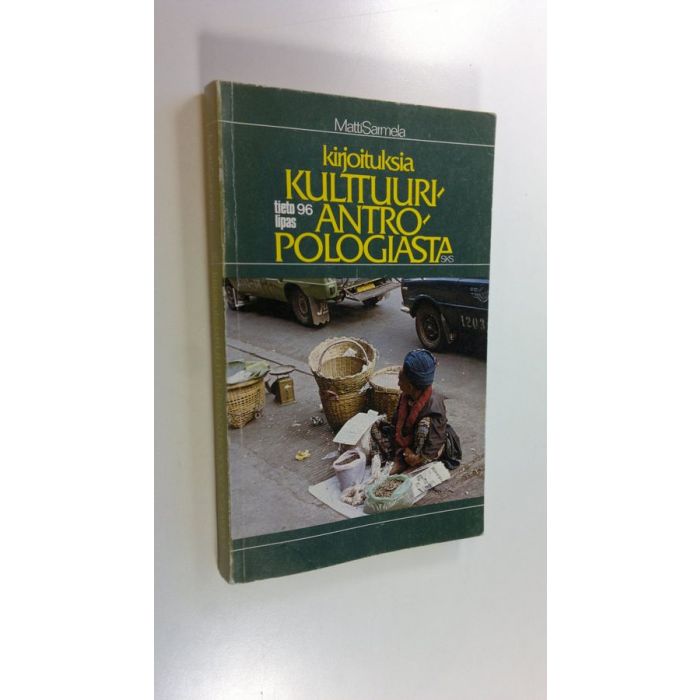 MattiSarmela
kirjoituksia
KULTTUURI-
tieto 96
lipas
ANTRO-
POLOGIASTA
SKS
1203